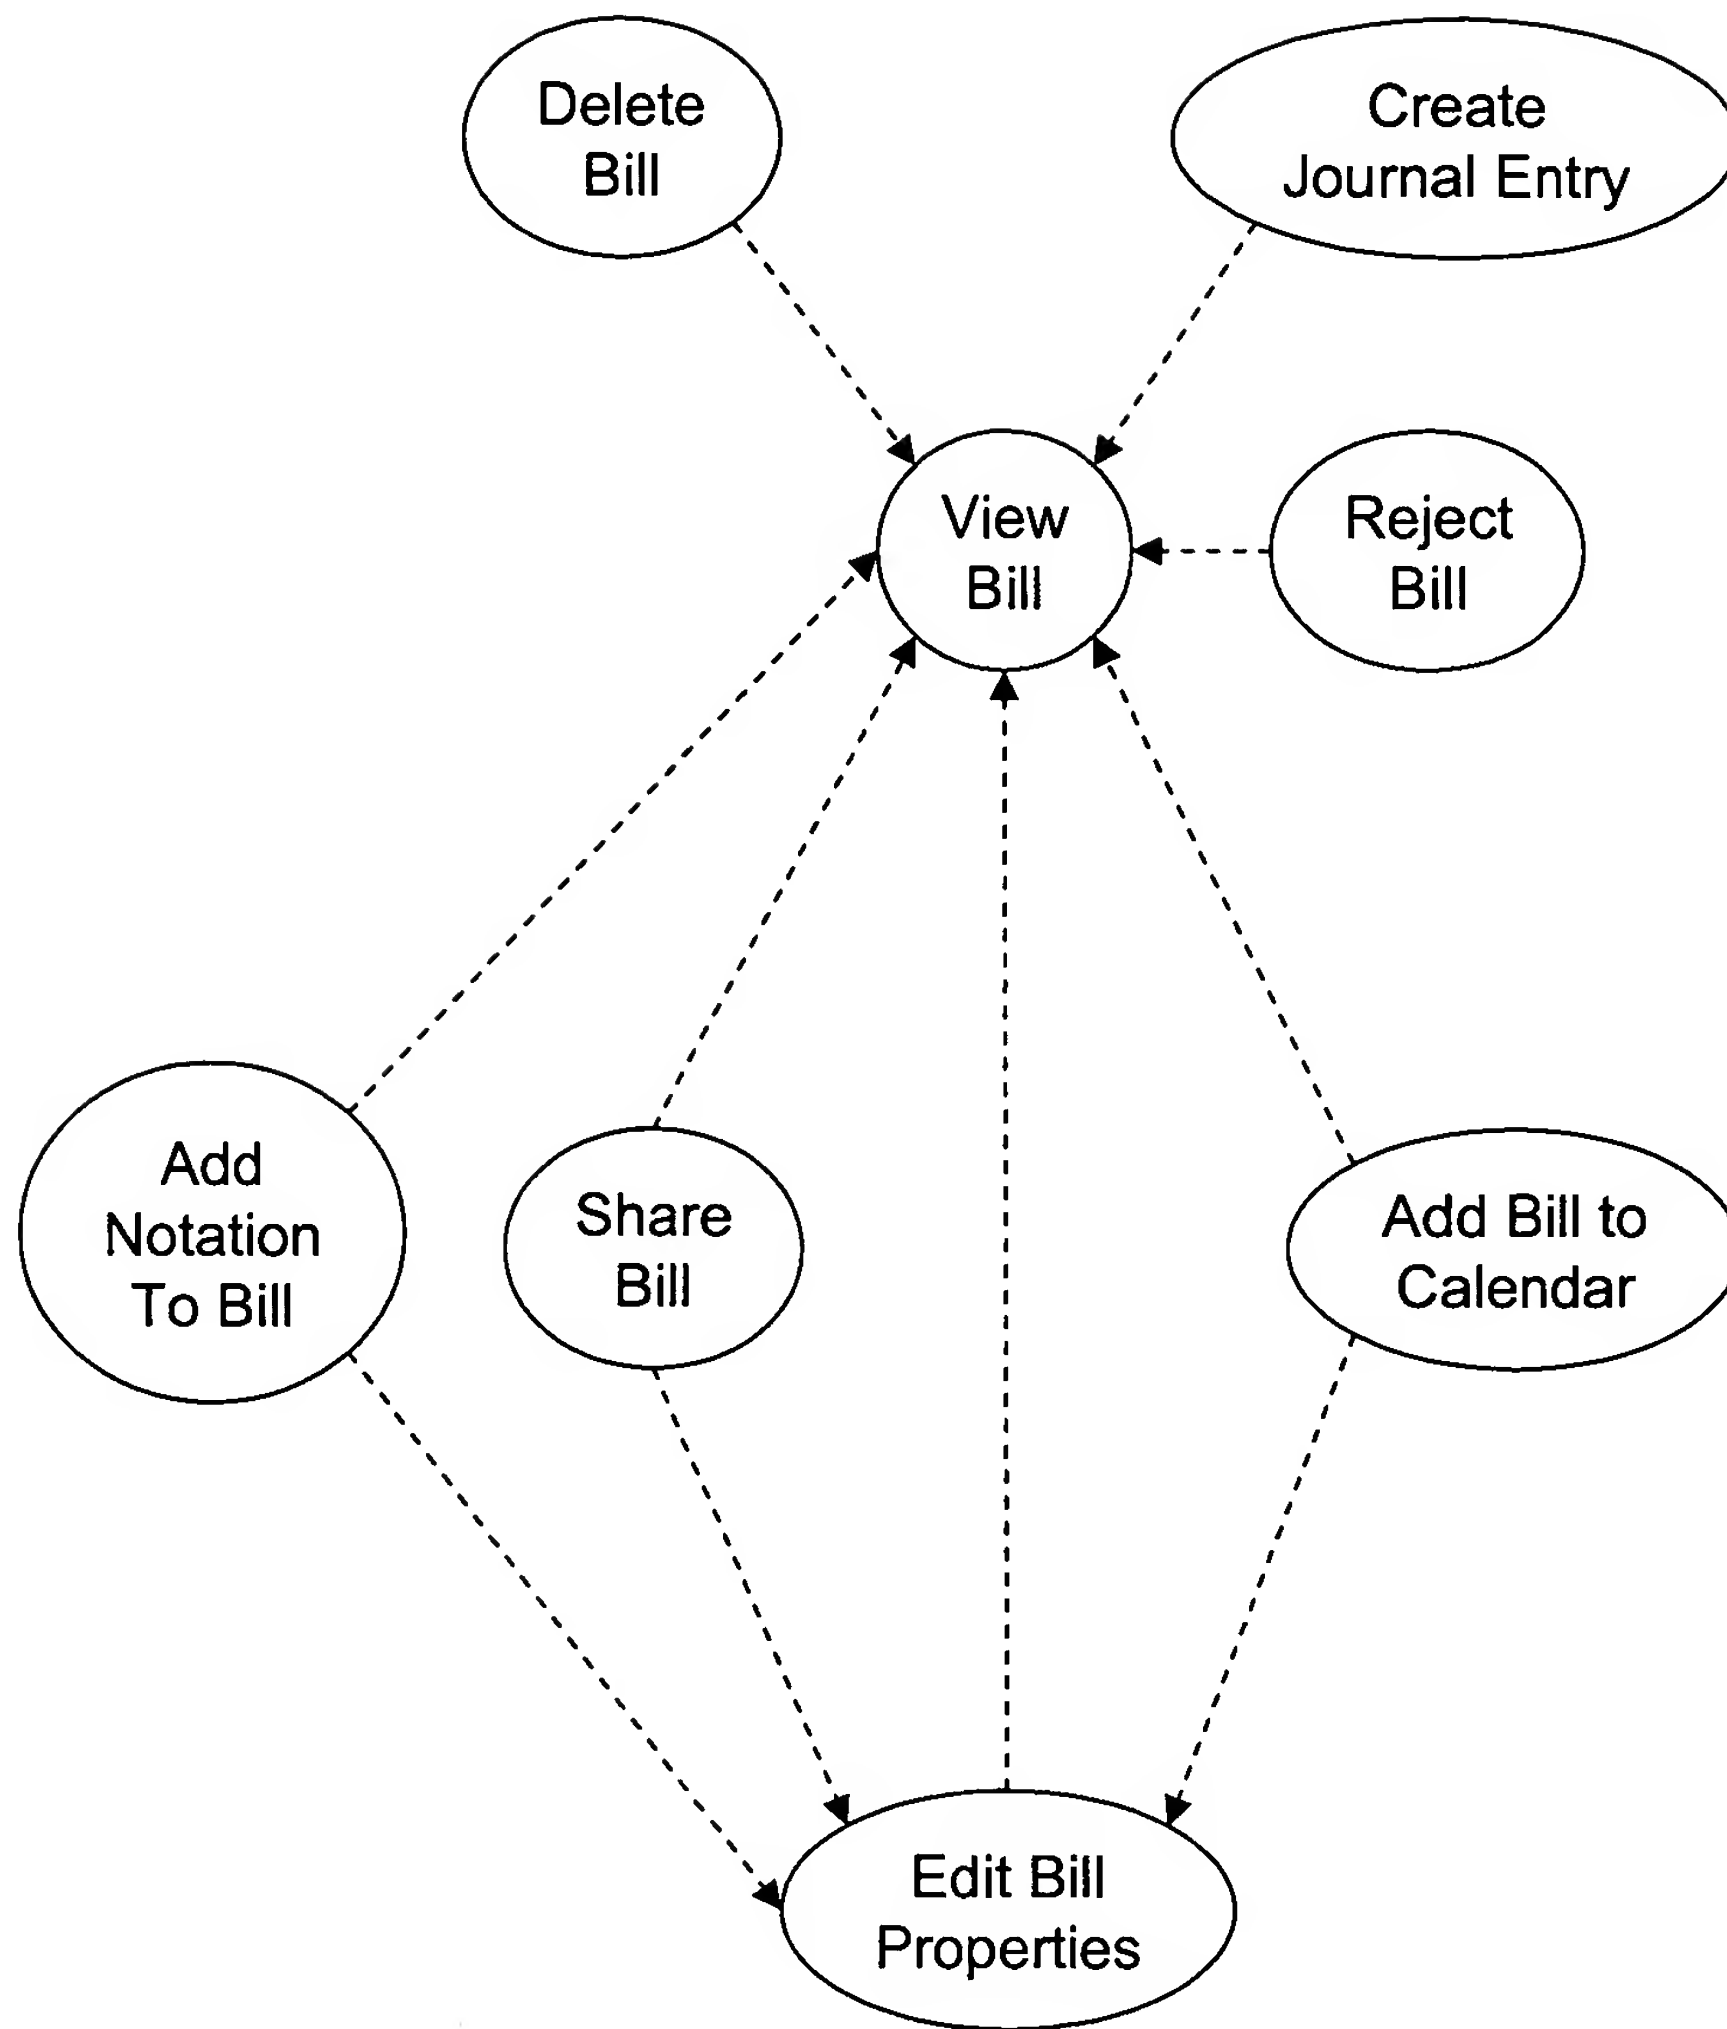 Delete
Bill
Create
Journal Entry
View
Bill
Reject
Bill
Add
Notation
To Bill
Share
Bill
Add Bill to
Calendar
Edit Bill
Properties